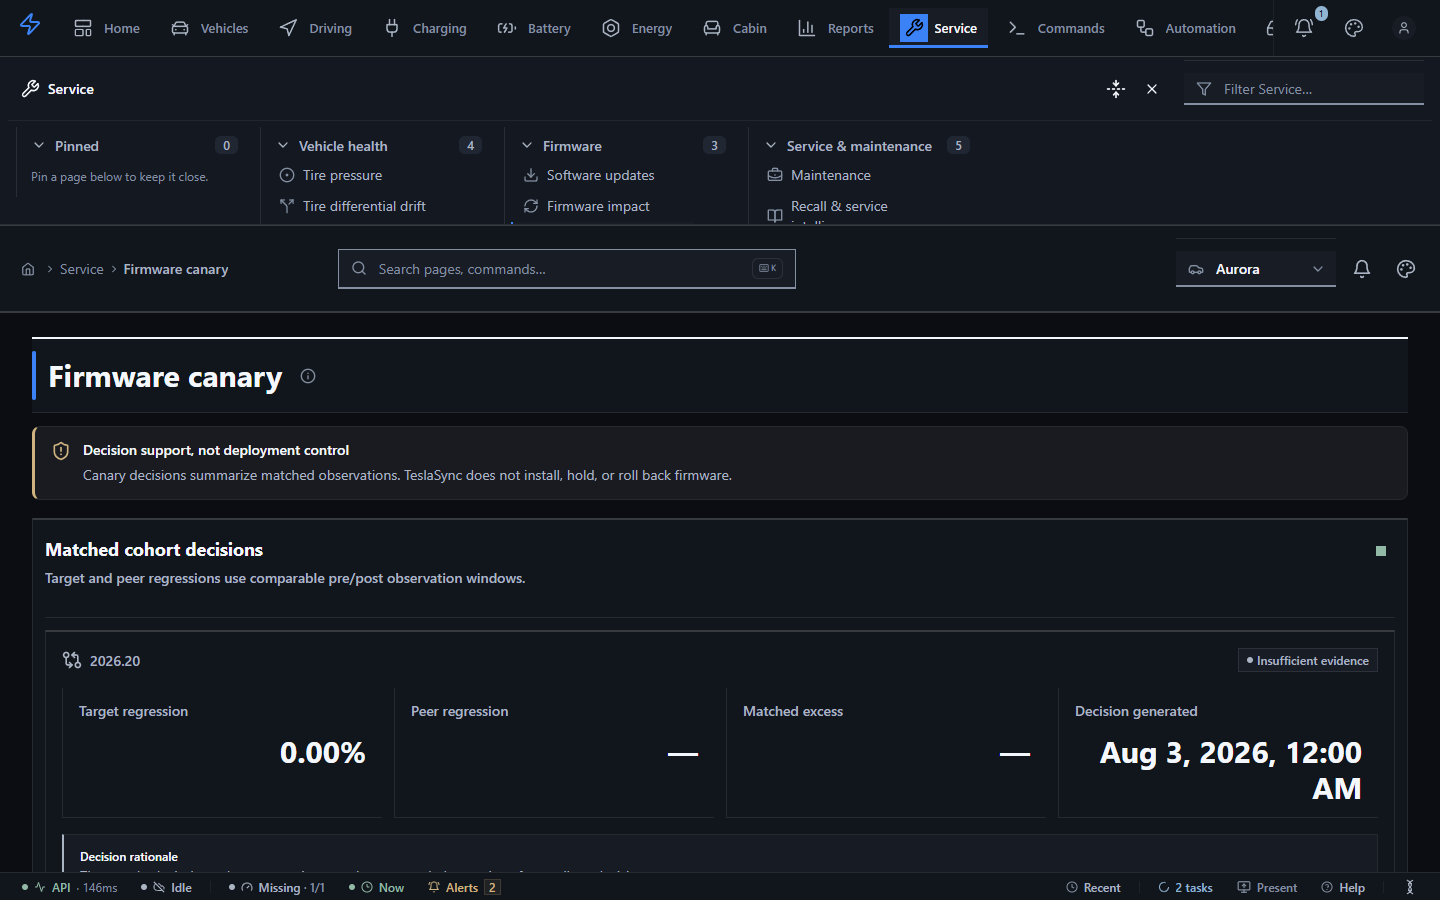 Home
Vehicles
Driving
Charging
Battery
Energy
Cabin
Reports
Service
Commands
Automation
1
Service
Filter Service...
Pinned
0
Pin a page below to keep it close.
Vehicle health
4
Tire pressure
Tire differential drift
Firmware
3
Software updates
Firmware impact
Service & maintenance
5
Maintenance
Recall & service
Service
Firmware canary
Search pages, commands...
K
Aurora
Firmware canary
Decision support, not deployment control
Canary decisions summarize matched observations. TeslaSync does not install, hold, or roll back firmware.
Matched cohort decisions
Target and peer regressions use comparable pre/post observation windows.
2026.20
Insufficient evidence
Target regression
0.00%
Peer regression
—
Matched excess
—
Decision generated
Aug 3, 2026, 12:00
AM
Decision rationale
API · 146ms
Idle
Missing · 1/1
Now
Alerts 2
Recent
2 tasks
Present
Help